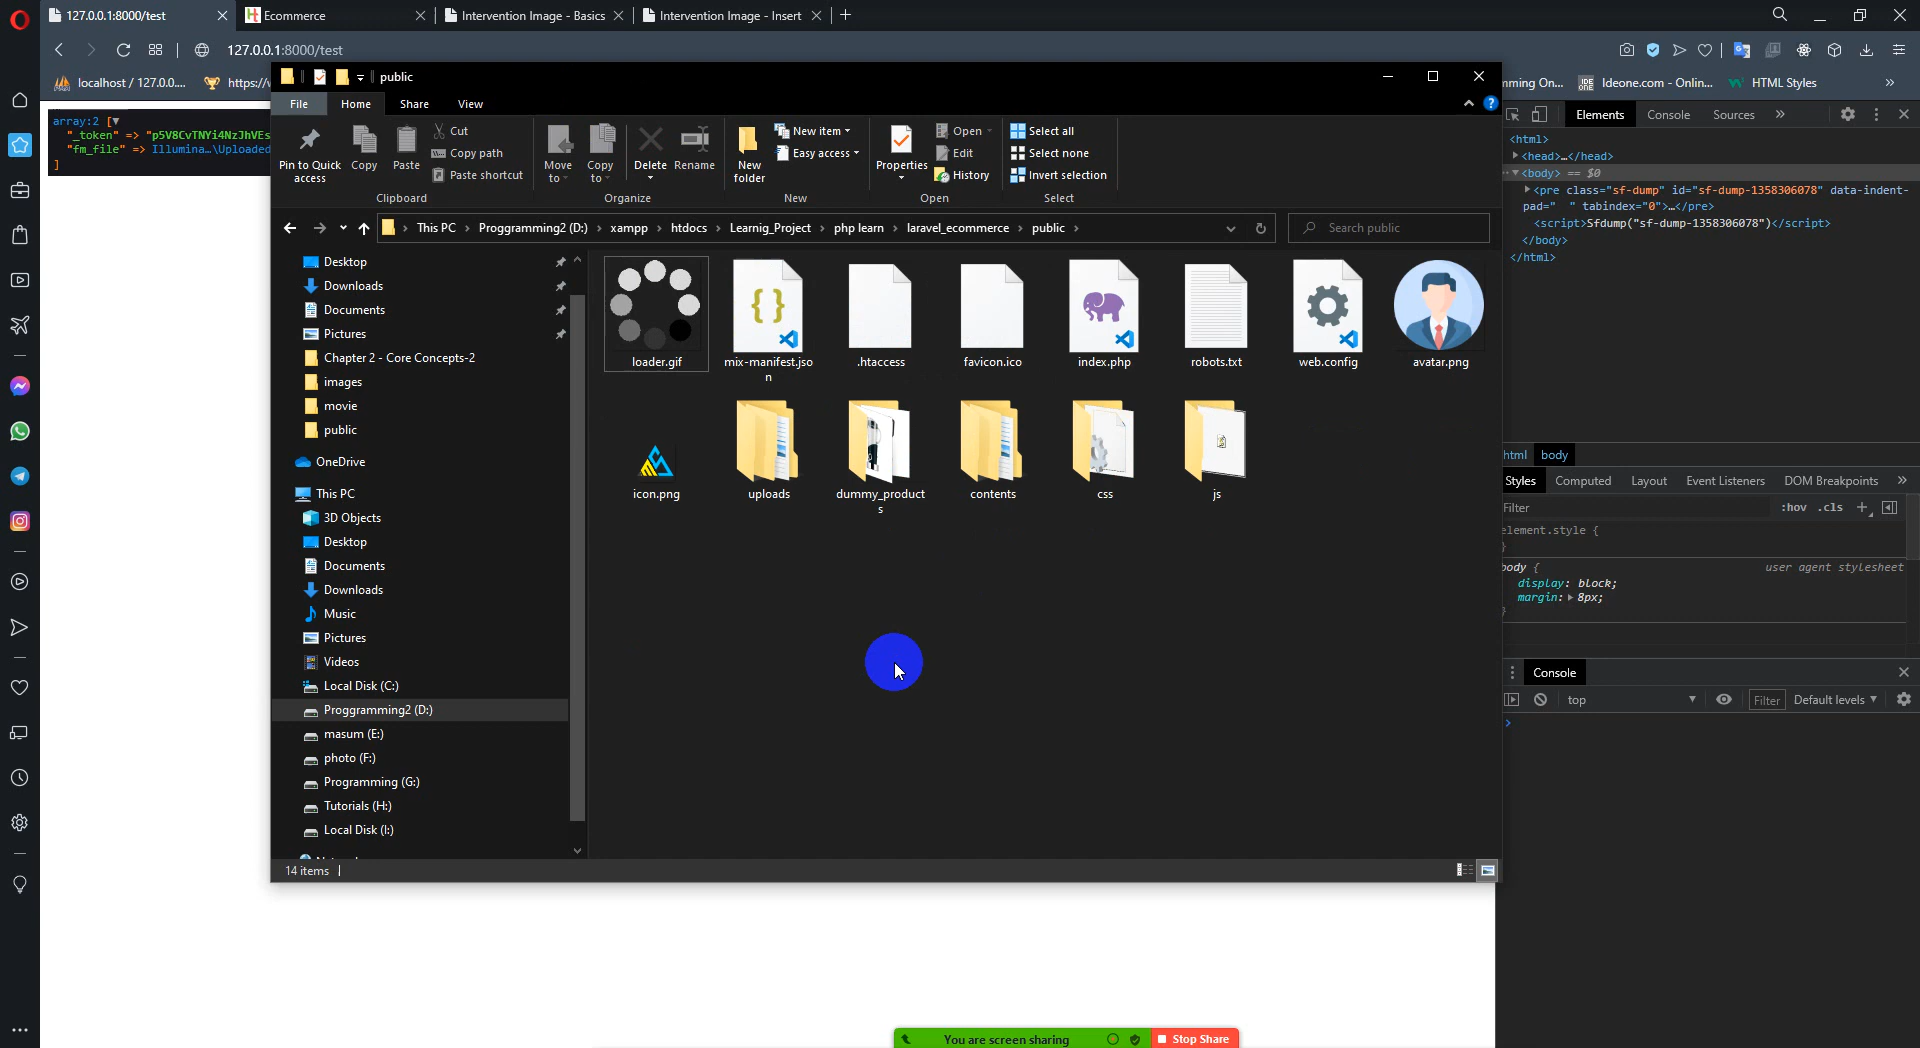 127.0.0.1:8000/test
Ecommerce
Intervention Image - Basics
Intervention Image - Insert
127.0.0.1:8000/test
localhost / 127.0.0....
https://
mming On...
Ideone.com - Onlin...
HTML Styles
array:2 [▼
"_token" => "p5V8CvTNYi4NzJhVEs
"fm_file" => Illumina…\Uploaded
]
public
File
Home
Share
View
Pin to Quick access
Copy
Paste
Cut
Copy path
Paste shortcut
Clipboard
Move to
Copy to
Delete
Rename
Organize
New folder
New item
Easy access
New
Properties
Open
Edit
History
Open
Select all
Select none
Invert selection
Select
This PC > Proggramming2 (D:) > xampp > htdocs > Learnig_Project > php learn > laravel_ecommerce > public >
Search public
Desktop
Downloads
Documents
Pictures
Chapter 2 - Core Concepts-2
images
movie
public
OneDrive
This PC
3D Objects
Desktop
Documents
Downloads
Music
Pictures
Videos
Local Disk (C:)
Proggramming2 (D:)
masum (E:)
photo (F:)
Programming (G:)
Tutorials (H:)
Local Disk (I:)
loader.gif
mix-manifest.jso
n
.htaccess
favicon.ico
index.php
robots.txt
web.config
avatar.png
icon.png
uploads
dummy_product
s
contents
css
js
14 items
Elements
Console
Sources
<html>
<head>…</head>
<body> == $0
<pre class="sf-dump" id="sf-dump-1358306078" data-indent-
pad="  " tabindex="0">…</pre>
<script>Sfdump("sf-dump-1358306078")</script>
</body>
</html>
html
body
Styles
Computed
Layout
Event Listeners
DOM Breakpoints
Filter
:hov
.cls
element.style {
}
body {
user agent stylesheet
display: block;
margin: 8px;
}
Console
top
Filter
Default levels
You are screen sharing
Stop Share